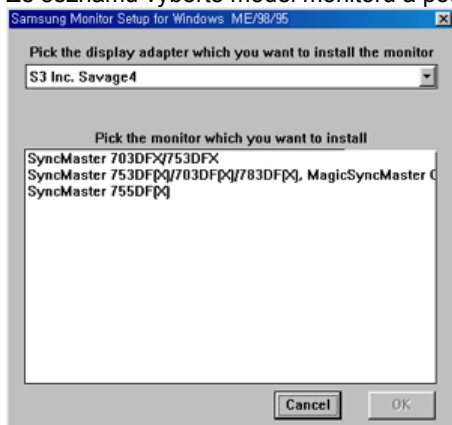 Ze seznamu vyberte model monitoru a
Samsung Monitor Setup for Windows ME/98/95
Pick the display adapter which you want to install the monitor
S3 Inc. Savage4
Pick the monitor which you want to install
SyncMaster 703DFX/753DFX
SyncMaster 753DF[X]/703DF[X]/783DF[X], MagicSyncMaster
SyncMaster 755DF[X]
Cancel
OK